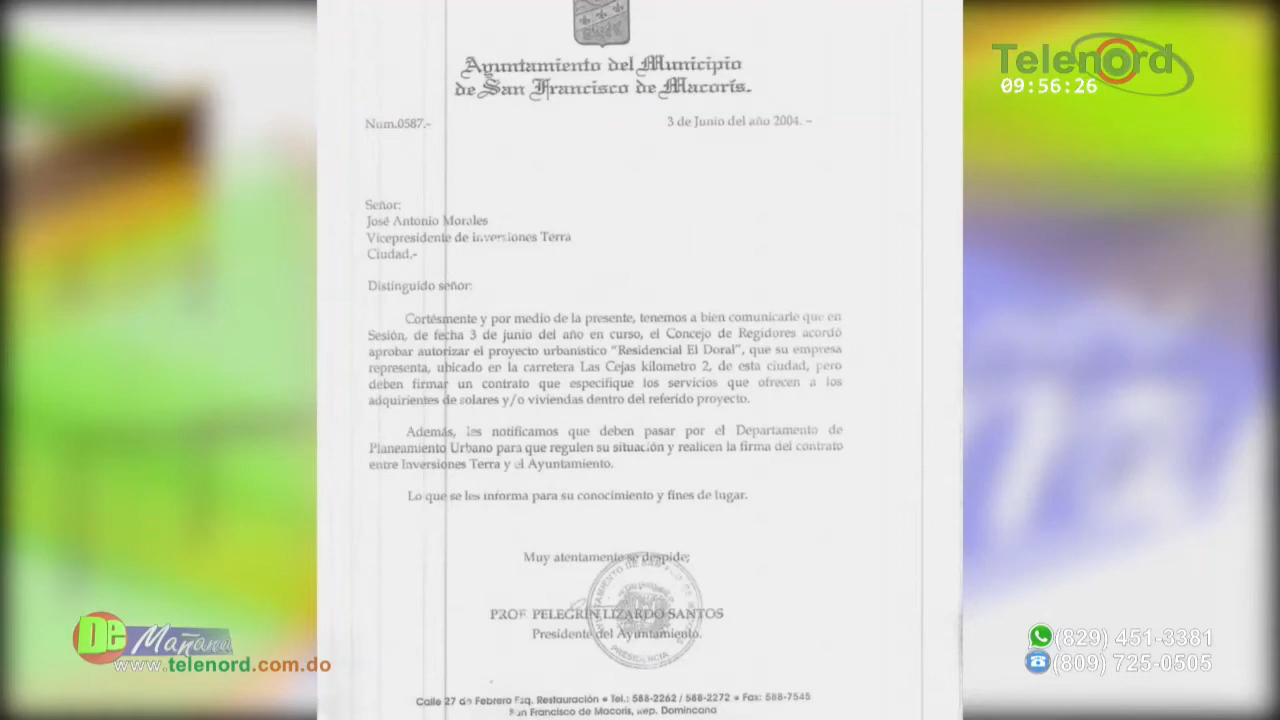 Ayuntamiento del Municipio
de San Francisco de Macorís.
Telenord
09:56:26
Num.0587.-
3 de Junio del año 2004. –
Señor:
José Antonio Morales
Vicepresidente de inversiones Terra
Ciudad.-
Distinguido señor:
Cortésmente y por medio de la presente, tenemos a bien comunicarle que en
Sesión, de fecha 3 de junio del año en curso, el Concejo de Regidores acordó
aprobar autorizar el proyecto urbanístico "Residencial El Doral", que su empresa
representa, ubicado en la carretera Las Cejas kilometro 2, de esta ciudad, pero
deben firmar un contrato que especifique los servicios que ofrecen a los
adquirientes de solares y/o viviendas dentro del referido proyecto.
Además, les notificamos que deben pasar por el Departamento de
Planeamiento Urbano para que regulen su situación y realicen la firma del contrato
entre Inversiones Terra y el Ayuntamiento.
Lo que se les informa para su conocimiento y fines de lugar.
Muy atentamente se despide;
PROF. PELEGRÍN LIZARDO SANTOS
Presidente del Ayuntamiento.
PRESIDENCIA
De Mañana
www.telenord.com.do
(829) 451-3381
(809) 725-0505
Calle 27 de Febrero Esq. Restauración • Tel.: 588-2262 / 588-2272 • Fax: 588-7545
San Francisco de Macorís, Rep. Domincana